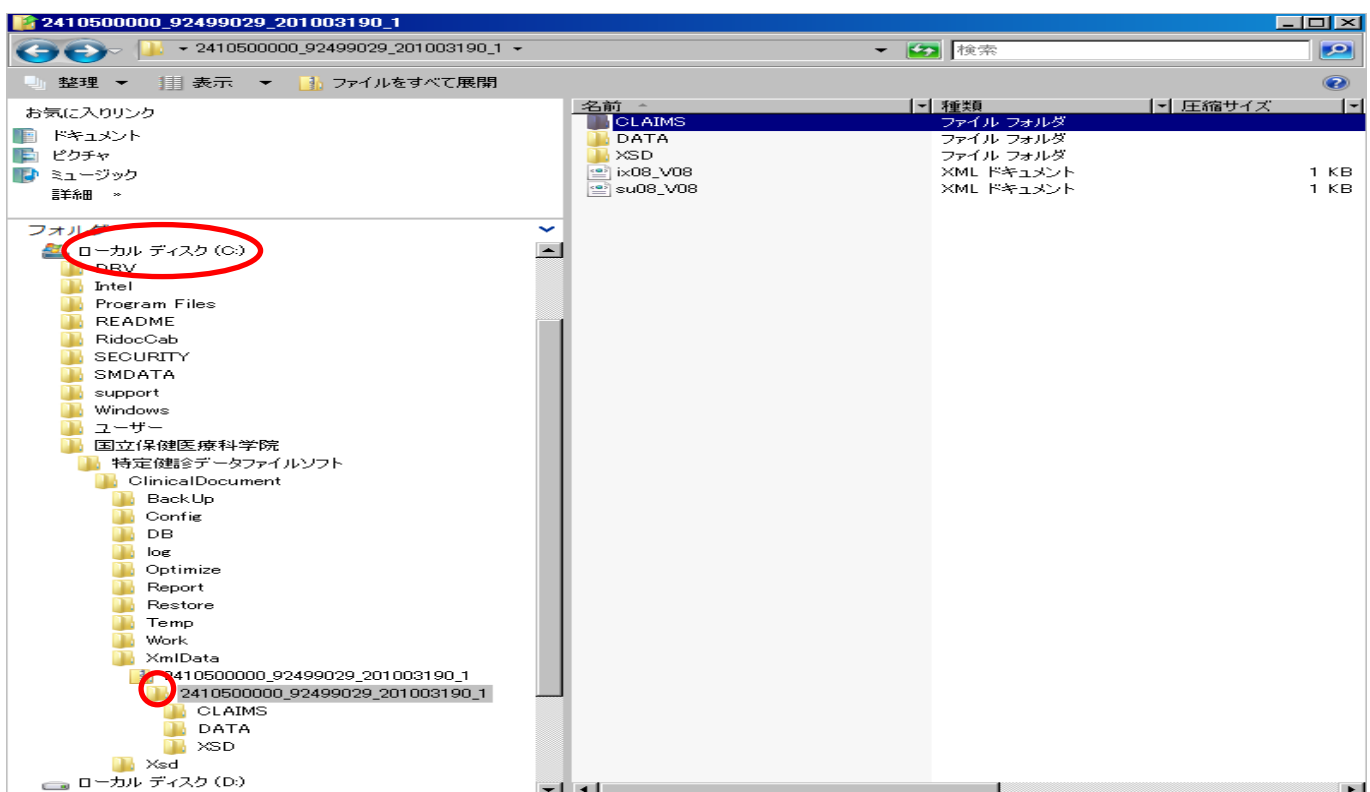 2410500000_92499029_201003190_1
2410500000_92499029_201003190_1
検索
整理 表示 ファイルをすべて展開
お気に入りリンク
ドキュメント
ピクチャ
ミュージック
詳細 »
フォルダ
ローカル ディスク (C:)
DRV
Intel
Program Files
README
RidocCab
SECURITY
SMDATA
support
Windows
ユーザー
国立保健医療科学院
特定健診データファイルソフト
ClinicalDocument
BackUp
Config
DB
log
Optimize
Report
Restore
Temp
Work
XmlData
2410500000_92499029_201003190_1
2410500000_92499029_201003190_1
CLAIMS
DATA
XSD
Xsd
ローカル ディスク (D:)
名前 種類 圧縮サイズ
CLAIMS ファイル フォルダ
DATA ファイル フォルダ
XSD ファイル フォルダ
ix08_V08 XML ドキュメント 1 KB
su08_V08 XML ドキュメント 1 KB